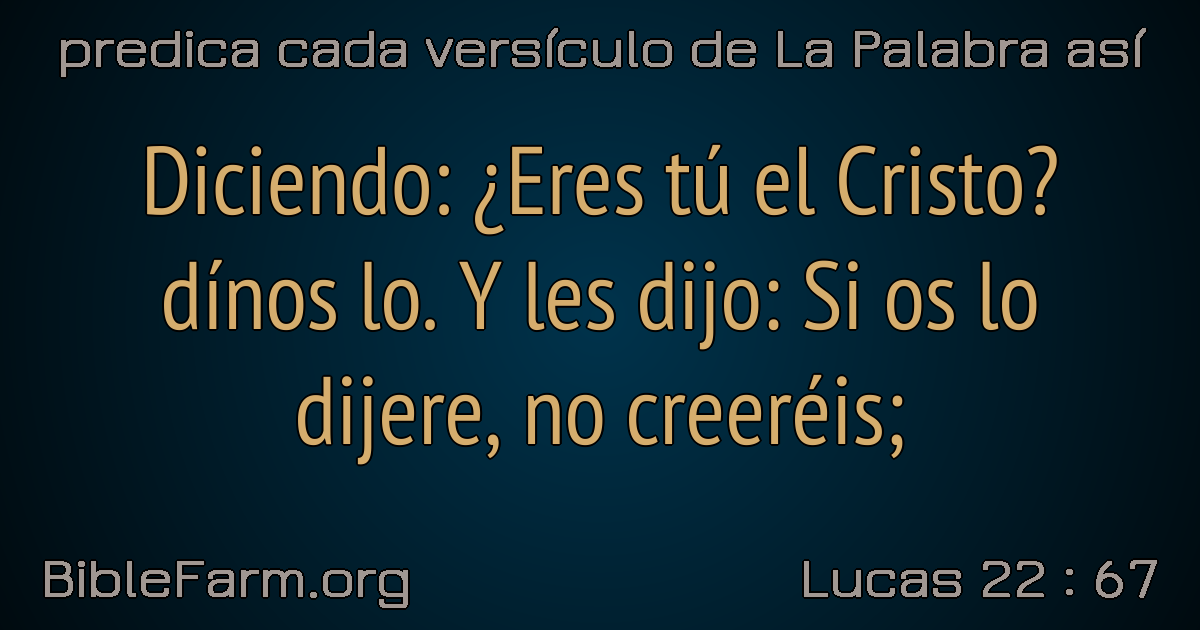 predica cada versículo de La Palabra así
Diciendo: ¿Eres tú el Cristo?
dínos lo. Y les dijo: Si os lo
dijere, no creeréis;
BibleFarm.org
Lucas 22 : 67